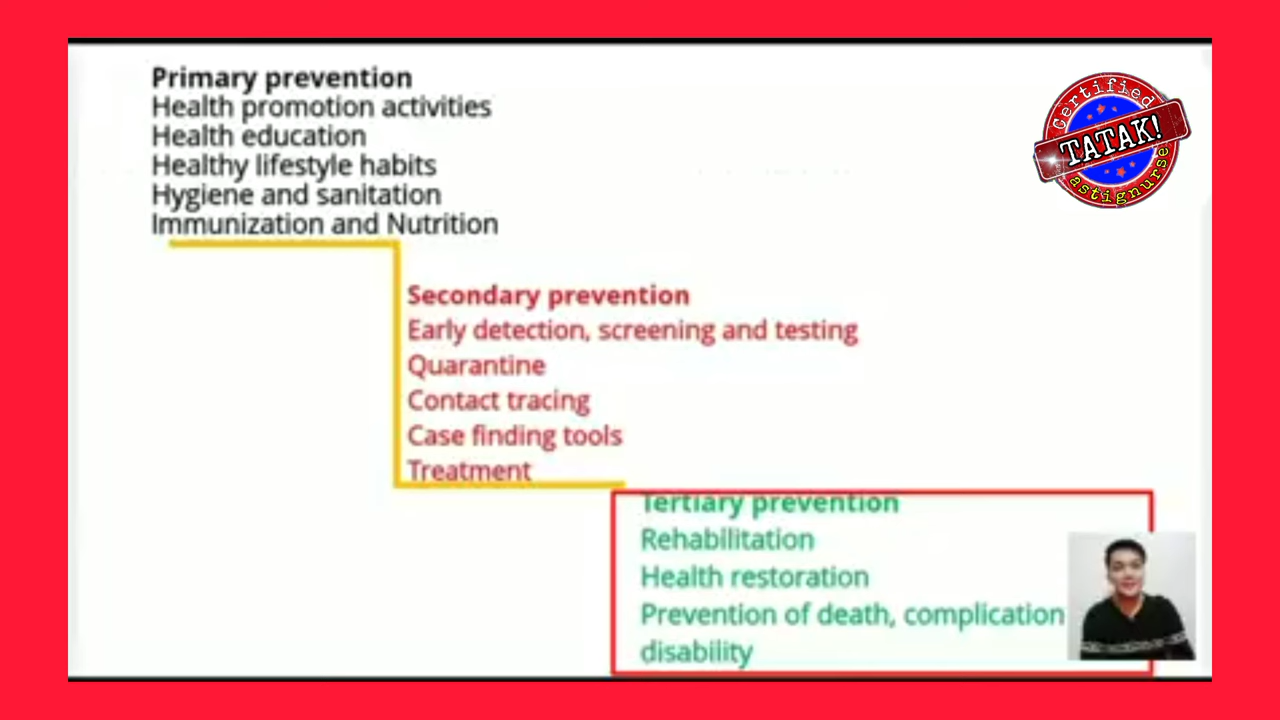 Primary prevention
Health promotion activities
Health education
Healthy lifestyle habits
Hygiene and sanitation
Immunization and Nutrition
Certified
TATAK!
astignurse
Secondary prevention
Early detection, screening and testing
Quarantine
Contact tracing
Case finding tools
Treatment
Tertiary prevention
Rehabilitation
Health restoration
Prevention of death, complication
disability